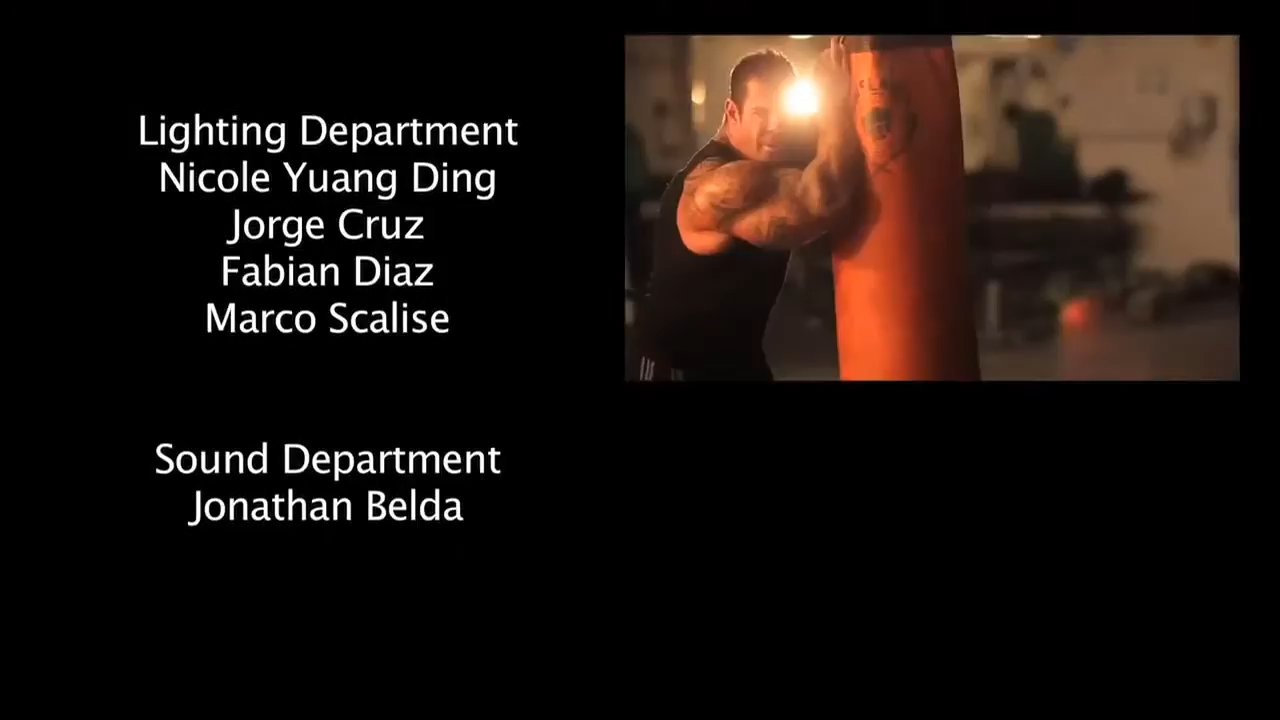 Lighting Department
Nicole Yuang Ding
Jorge Cruz
Fabian Diaz
Marco Scalise
Sound Department
Jonathan Belda